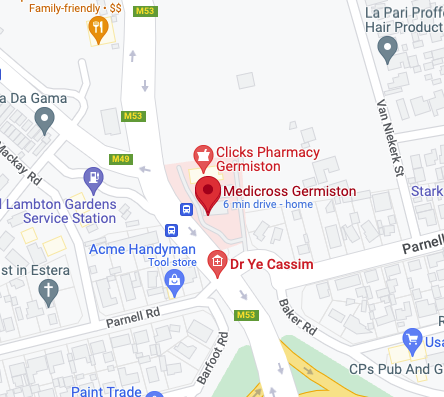 Family-friendly • $$
M53
La Pari Proffe
Hair Product
M53
a Da Gama
Van Niekerk St
Mackay Rd
M49
Clicks Pharmacy
Germiston
Medicross Germiston
6 min drive - home
Stark
Lambton Gardens
Service Station
Acme Handyman
Tool store
Dr Ye Cassim
Parnell
st in Estera
Parnell Rd
M53
Baker Rd
Barfoot Rd
Usa
CPs Pub And G
Paint Trade